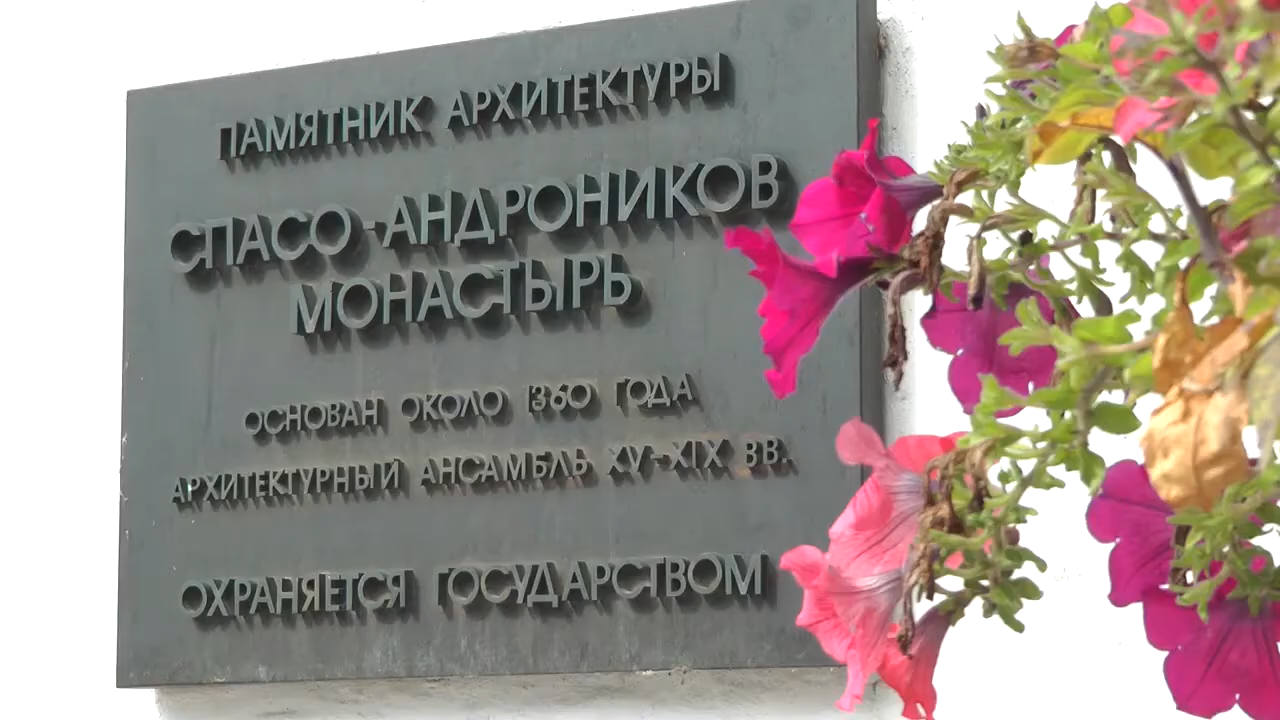 ПАМЯТНИК АРХИТЕКТУРЫ
СПАСО-АНДРОНИКОВ
МОНАСТЫРЬ
ОСНОВАН ОКОЛО 1360 ГОДА
АРХИТЕКТУРНЫЙ АНСАМБЛЬ XV-XIX ВВ.
ОХРАНЯЕТСЯ ГОСУДАРСТВОМ